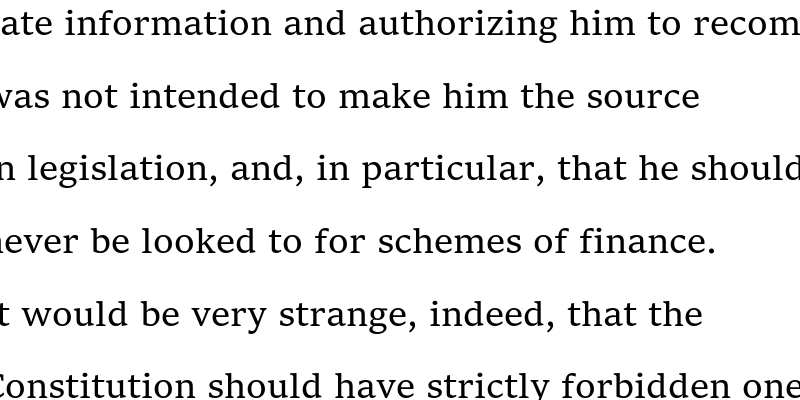 ate information and authorizing him to recom
was not intended to make him the source
n legislation, and, in particular, that he should
never be looked to for schemes of finance.
t would be very strange, indeed, that the
Constitution should have strictly forbidden one